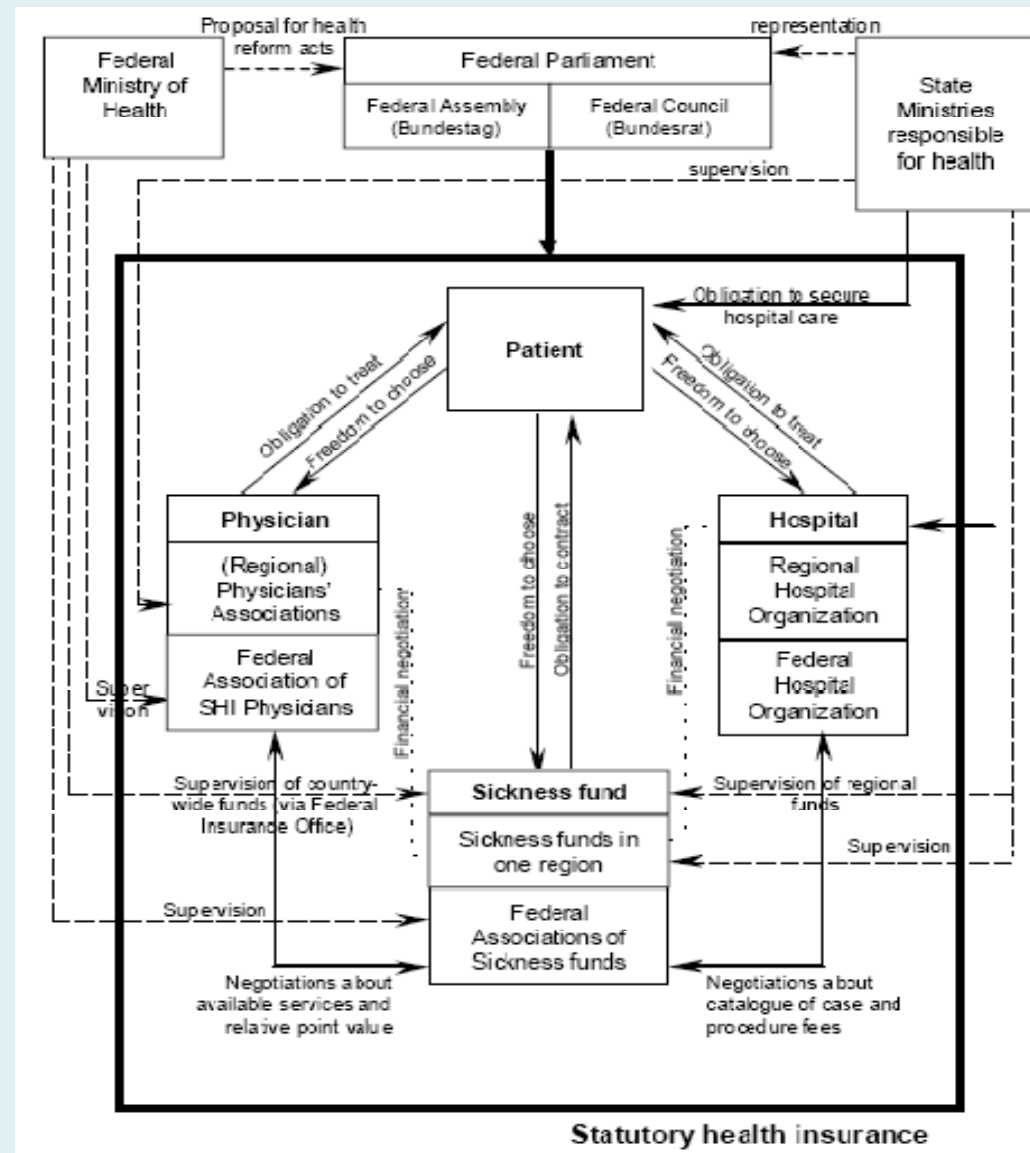 Proposal for health
reform acts
representation
Federal
Ministry of
Health
Federal Parliament
Federal Assembly
(Bundestag)
Federal Council
(Bundesrat)
State
Ministries
responsible
for health
supervision
Obligation to secure
hospital care
Patient
Obligation to treat
Freedom to choose
Obligation to treat
Freedom to choose
Physician
(Regional)
Physicians'
Associations
Federal
Association of
SHI Physicians
Super
vision
Financial negotiation
Freedom to choose
Obligation to contract
Financial negotiation
Hospital
Regional
Hospital
Organization
Federal
Hospital
Organization
Supervision of country-
wide funds (via Federal
Insurance Office)
Sickness fund
Sickness funds in
one region
Federal
Associations of
Sickness funds
Supervision of regional
funds
Supervision
Supervision
Negotiations about
available services and
relative point value
Negotiations about
catalogue of case and
procedure fees
Statutory health insurance